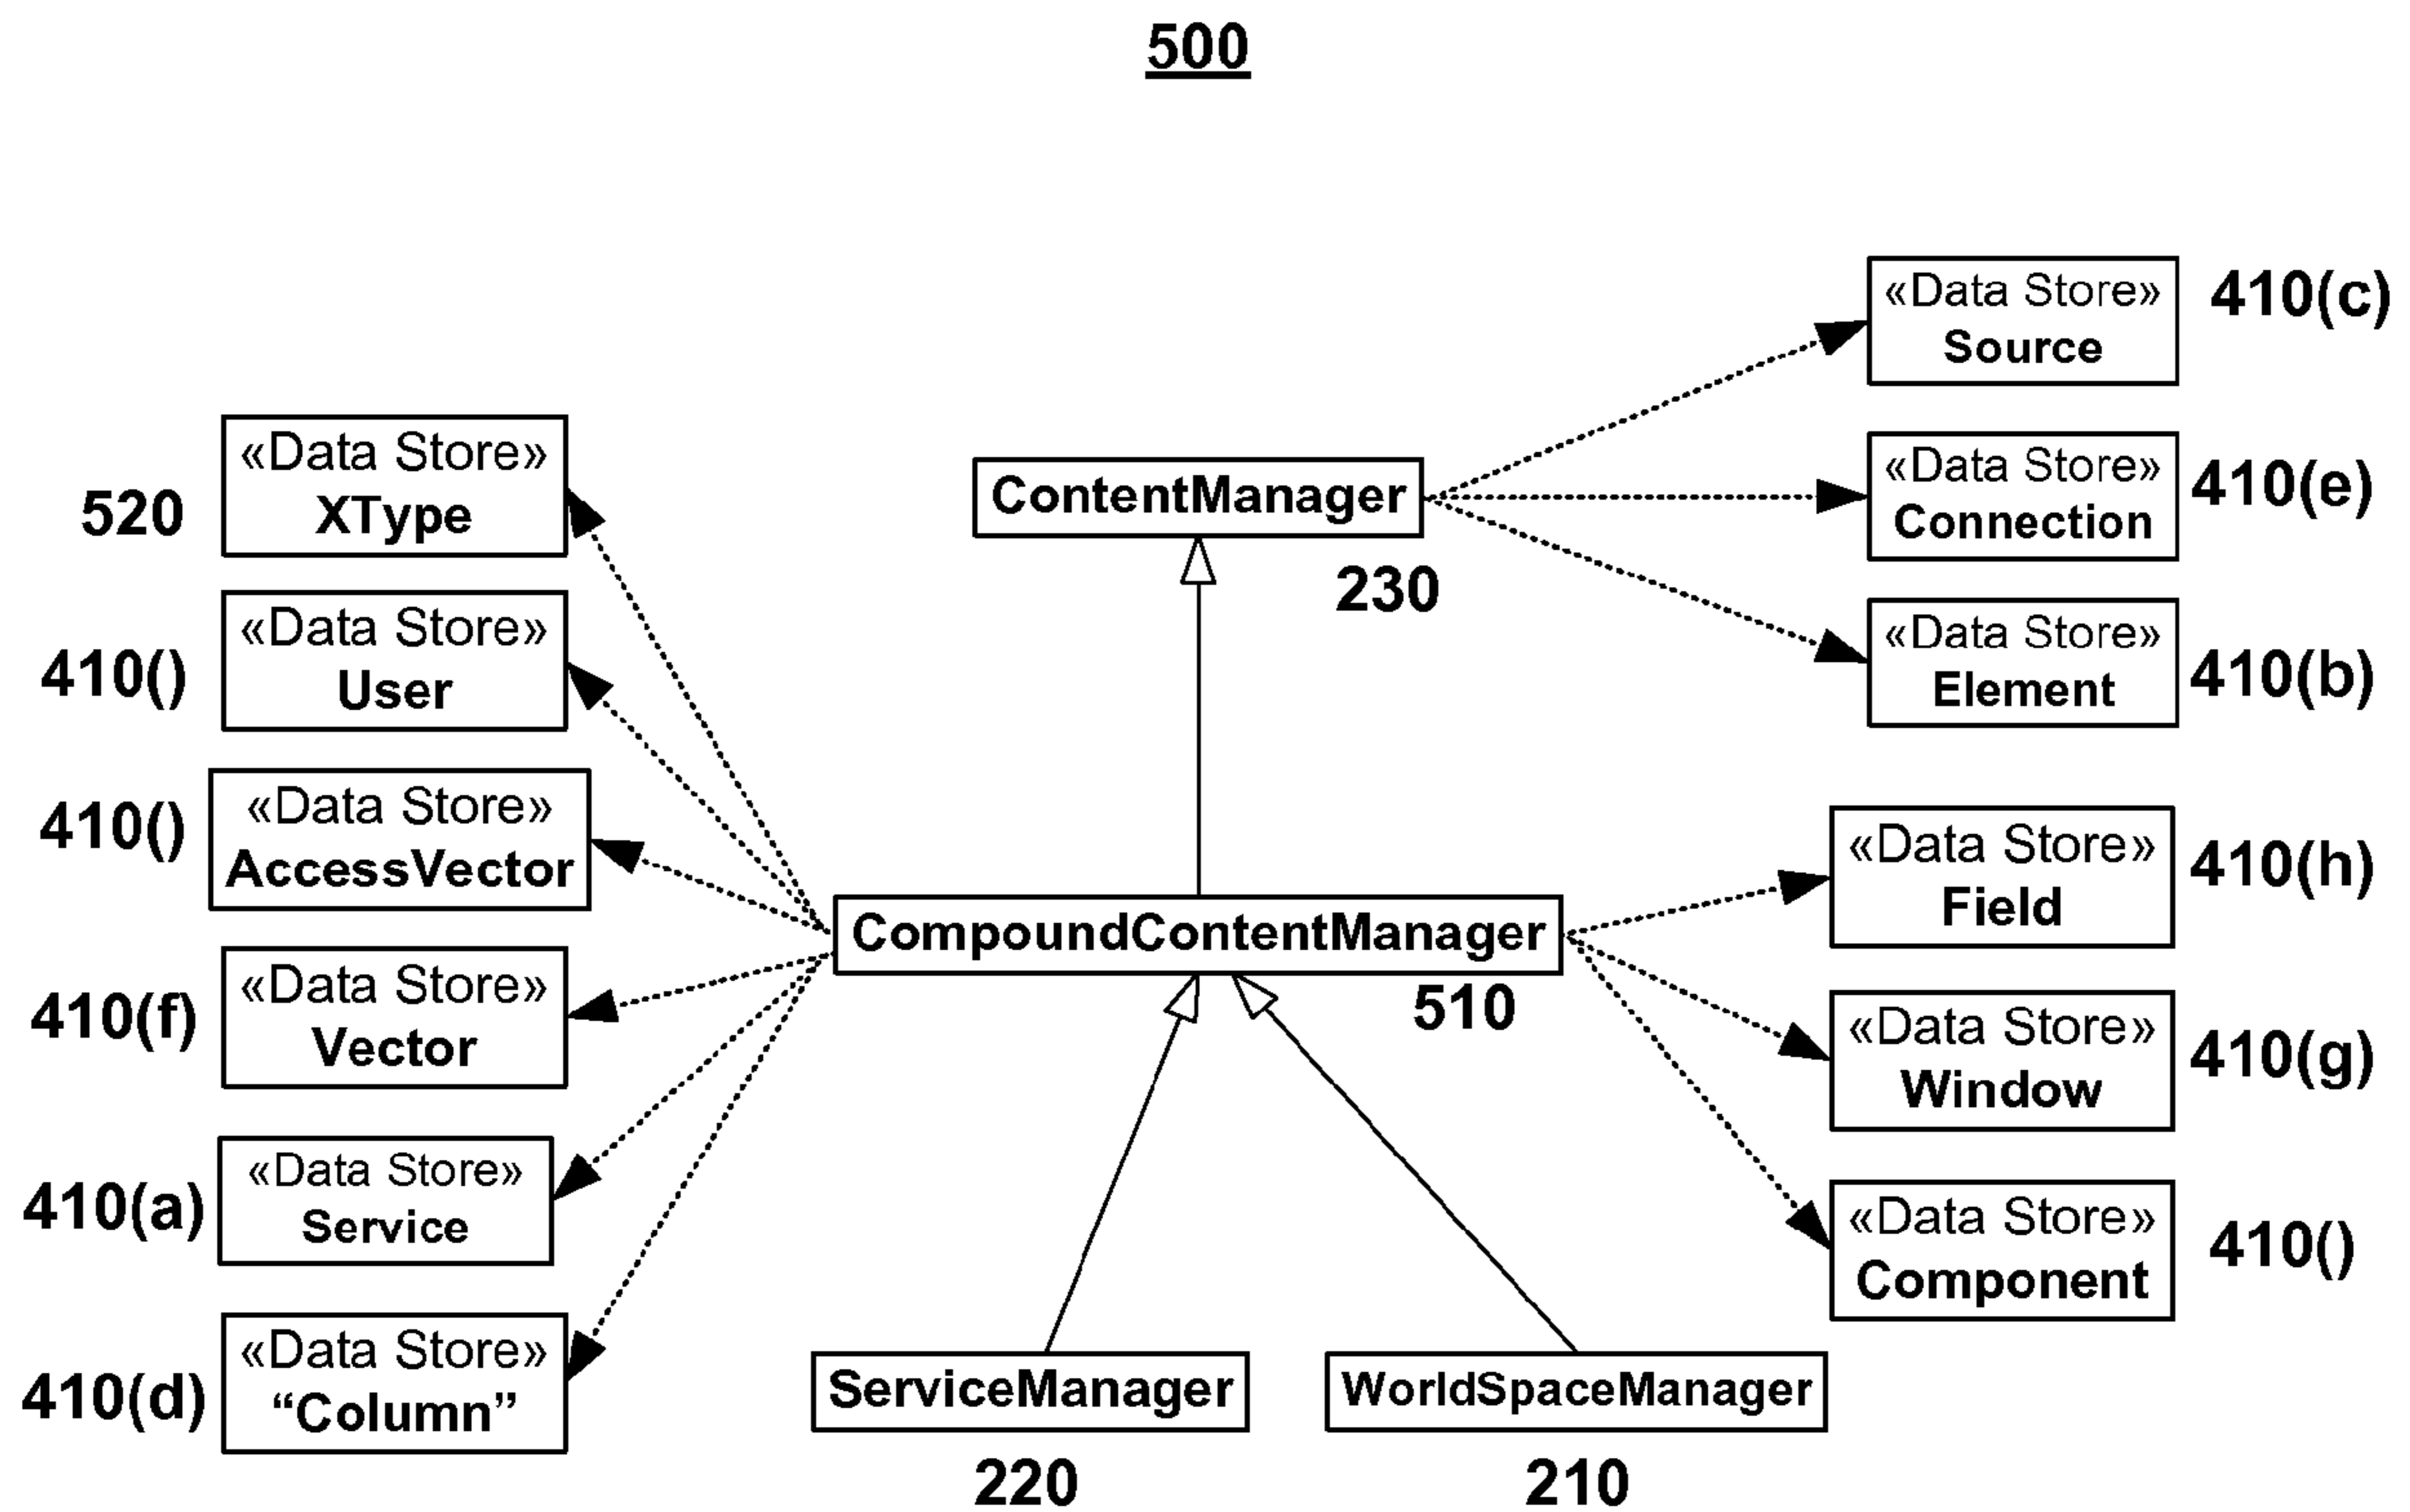 500
«Data Store»
Source
410(c)
«Data Store»
XType
520
ContentManager
230
«Data Store»
Connection
410(e)
«Data Store»
User
410()
«Data Store»
Element
410(b)
«Data Store»
AccessVector
410()
«Data Store»
Field
410(h)
CompoundContentManager
510
«Data Store»
Vector
410(f)
«Data Store»
Window
410(g)
«Data Store»
Service
410(a)
«Data Store»
Component
410()
«Data Store»
“Column”
410(d)
ServiceManager
220
WorldSpaceManager
210